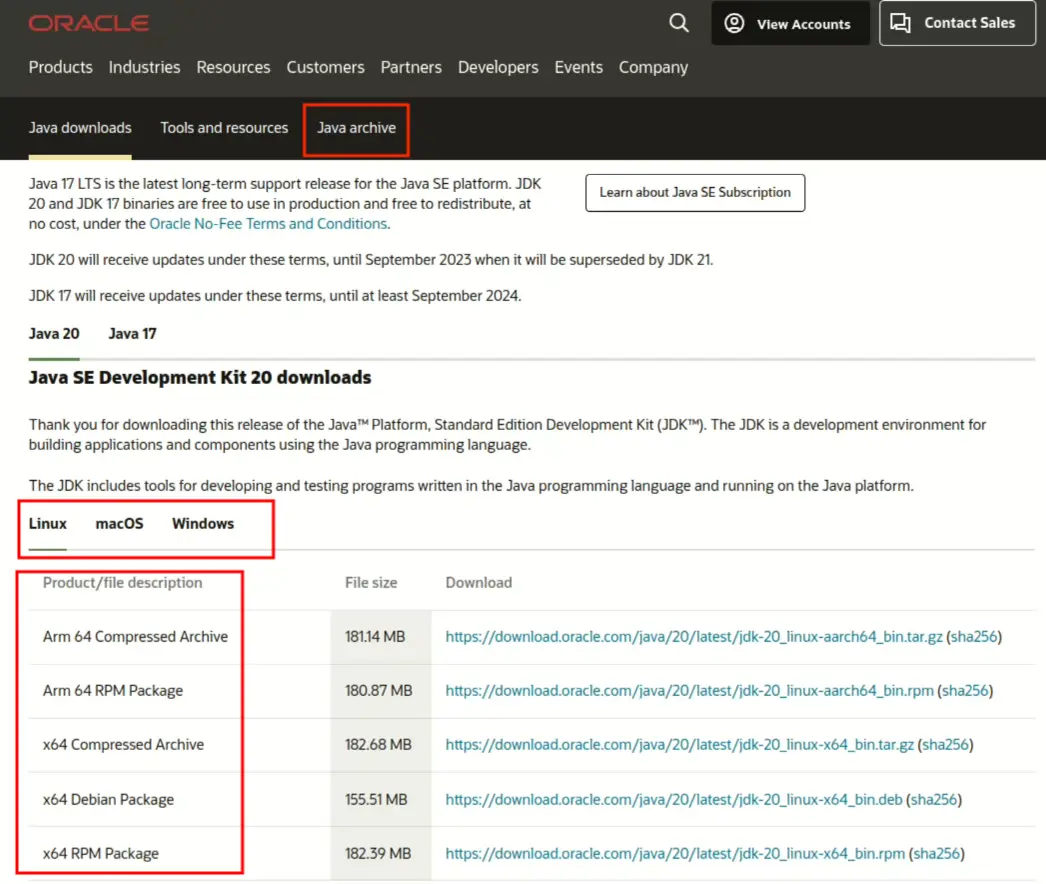 ORACLE
View Accounts
Contact Sales
Products Industries Resources Customers Partners Developers Events Company
Java downloads Tools and resources Java archive
Java 17 LTS is the latest long-term support release for the Java SE platform. JDK
20 and JDK 17 binaries are free to use in production and free to redistribute, at
no cost, under the Oracle No-Fee Terms and Conditions.
Learn about Java SE Subscription
JDK 20 will receive updates under these terms, until September 2023 when it will be superseded by JDK 21.
JDK 17 will receive updates under these terms, until at least September 2024.
Java 20 Java 17
Java SE Development Kit 20 downloads
Thank you for downloading this release of the Java™ Platform, Standard Edition Development Kit (JDK™). The JDK is a development environment for
building applications and components using the Java programming language.
The JDK includes tools for developing and testing programs written in the Java programming language and running on the Java platform.
Linux macOS Windows
Product/file description File size Download
Arm 64 Compressed Archive 181.14 MB https://download.oracle.com/java/20/latest/jdk-20_linux-aarch64_bin.tar.gz (sha256)
Arm 64 RPM Package 180.87 MB https://download.oracle.com/java/20/latest/jdk-20_linux-aarch64_bin.rpm (sha256)
x64 Compressed Archive 182.68 MB https://download.oracle.com/java/20/latest/jdk-20_linux-x64_bin.tar.gz (sha256)
x64 Debian Package 155.51 MB https://download.oracle.com/java/20/latest/jdk-20_linux-x64_bin.deb (sha256)
x64 RPM Package 182.39 MB https://download.oracle.com/java/20/latest/jdk-20_linux-x64_bin.rpm (sha256)